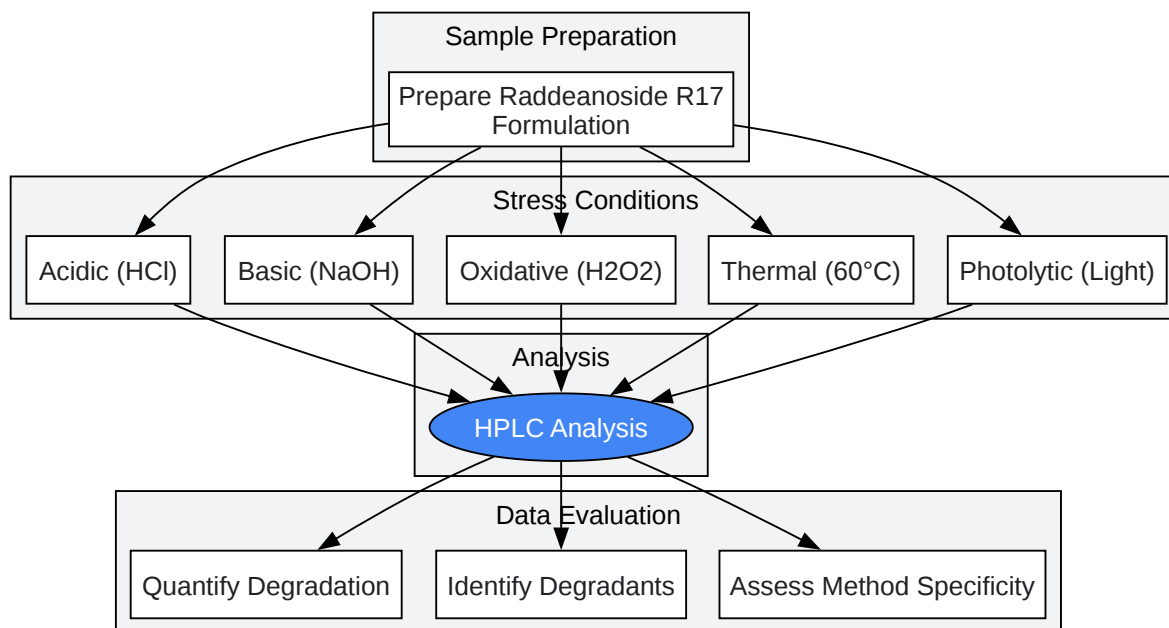 Sample Preparation
Prepare Raddeanoside R17
Formulation
Stress Conditions
Acidic (HCl)
Basic (NaOH)
Oxidative (H2O2)
Thermal (60°C)
Photolytic (Light)
Analysis
HPLC Analysis
Data Evaluation
Quantify Degradation
Identify Degradants
Assess Method Specificity